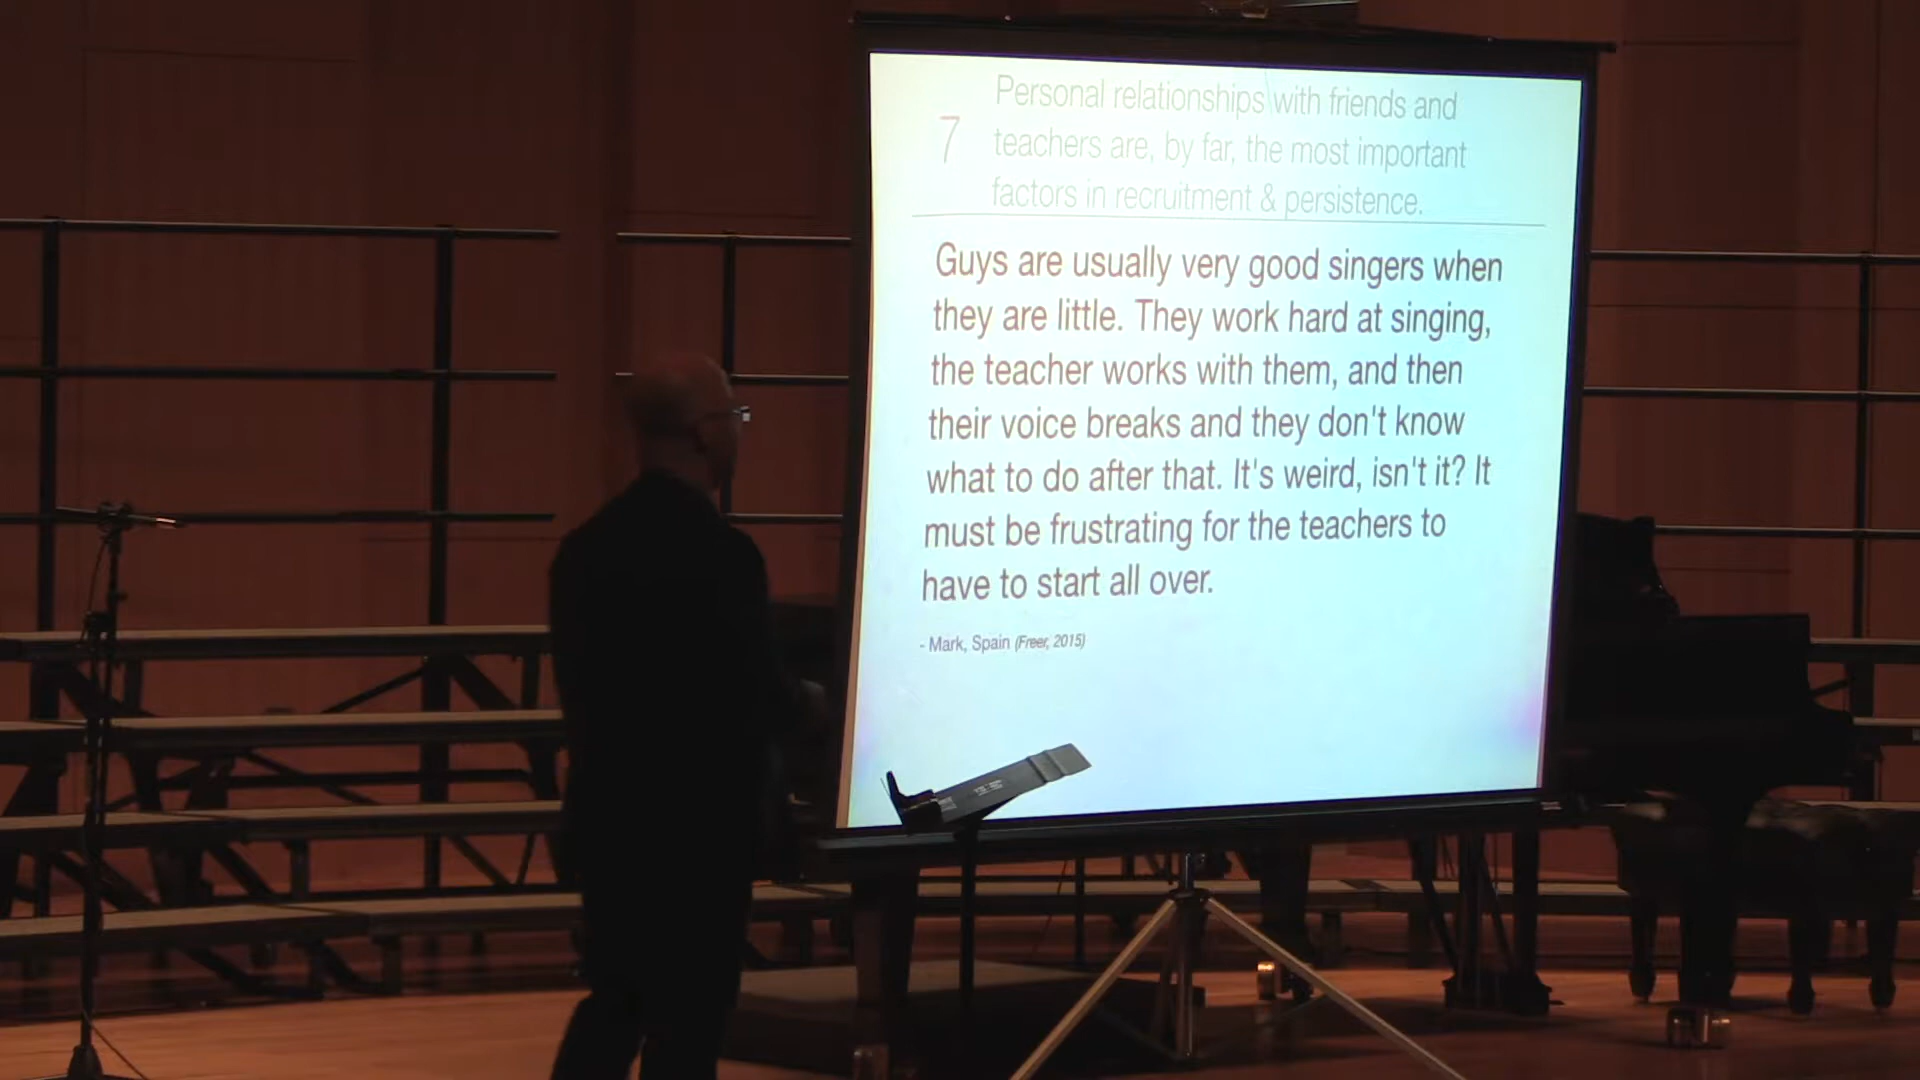 7
Personal relationships with friends and
teachers are, by far, the most important
factors in recruitment & persistence.
Guys are usually very good singers when
they are little. They work hard at singing,
the teacher works with them, and then
their voice breaks and they don't know
what to do after that. It's weird, isn't it? It
must be frustrating for the teachers to
have to start all over.
- Mark, Spain (Freer, 2015)